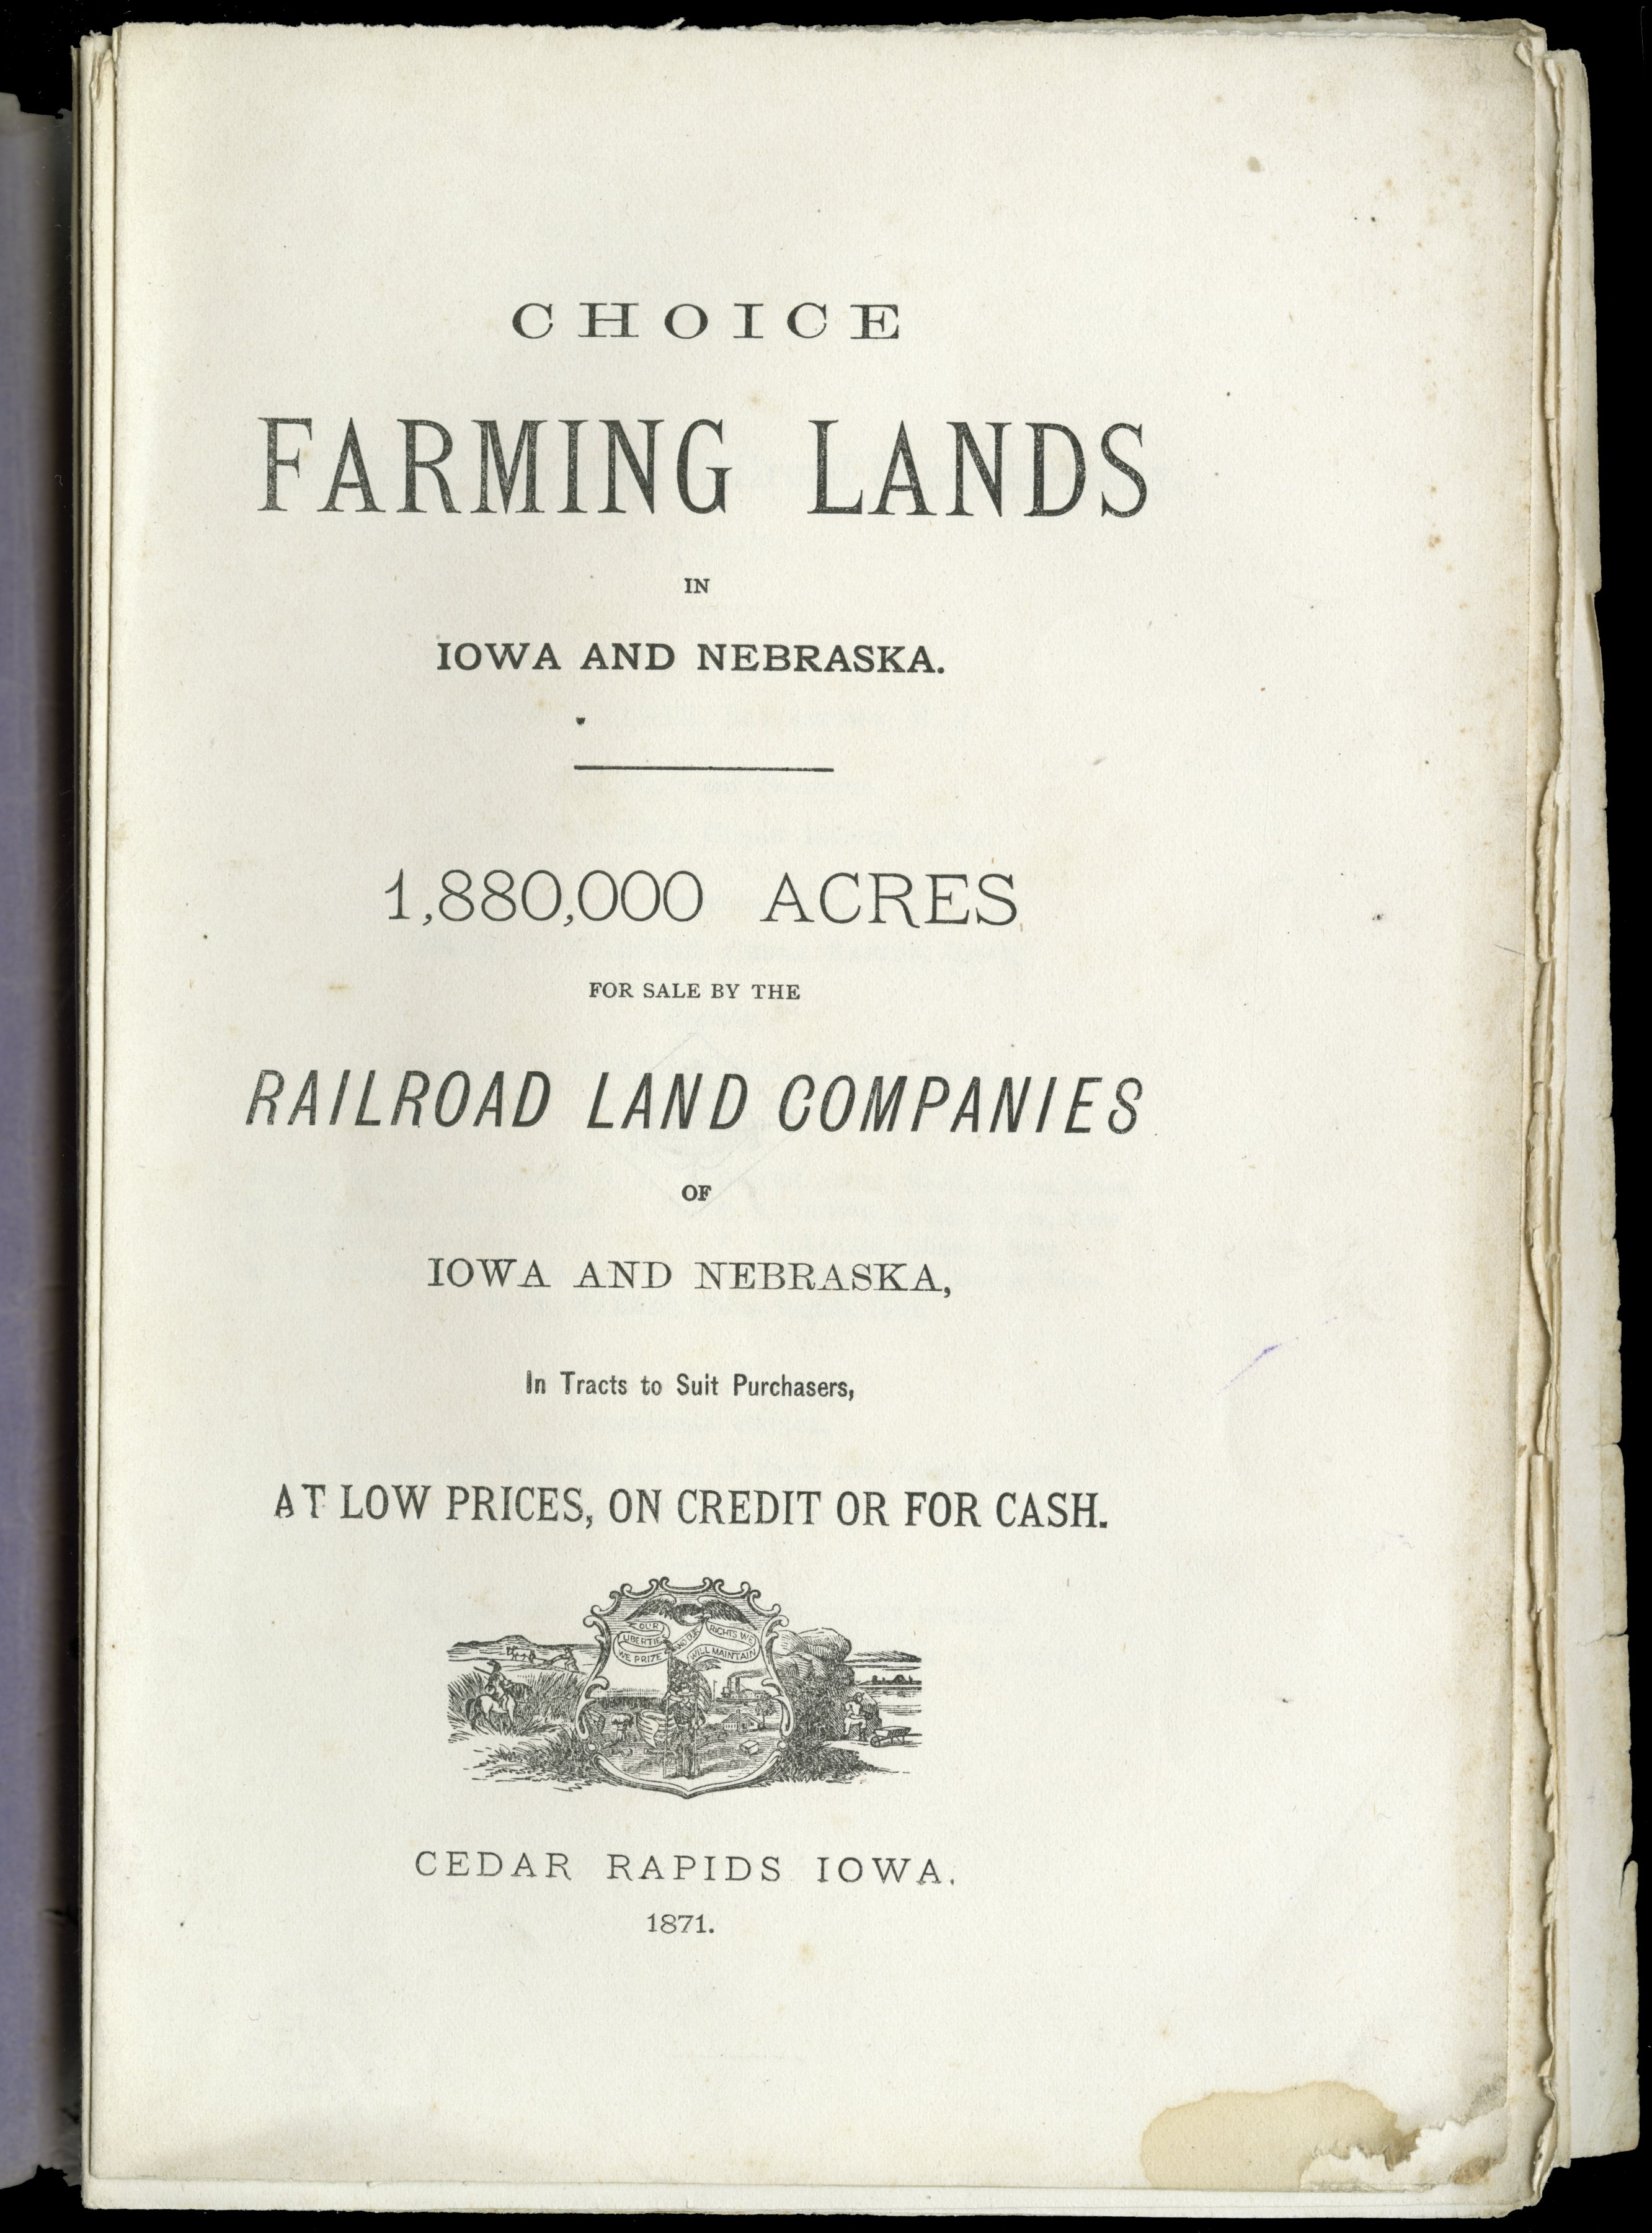 CHOICE
FARMING LANDS
IN
IOWA AND NEBRASKA.
1,880,000 ACRES
FOR SALE BY THE
RAILROAD LAND COMPANIES
OF
IOWA AND NEBRASKA,
In Tracts to Suit Purchasers,
AT LOW PRICES, ON CREDIT OR FOR CASH.
OUR
LIBERTIES
WE PRIZE
AND OUR
RIGHTS WE
WILL MAINTAIN
CEDAR RAPIDS IOWA.
1871.